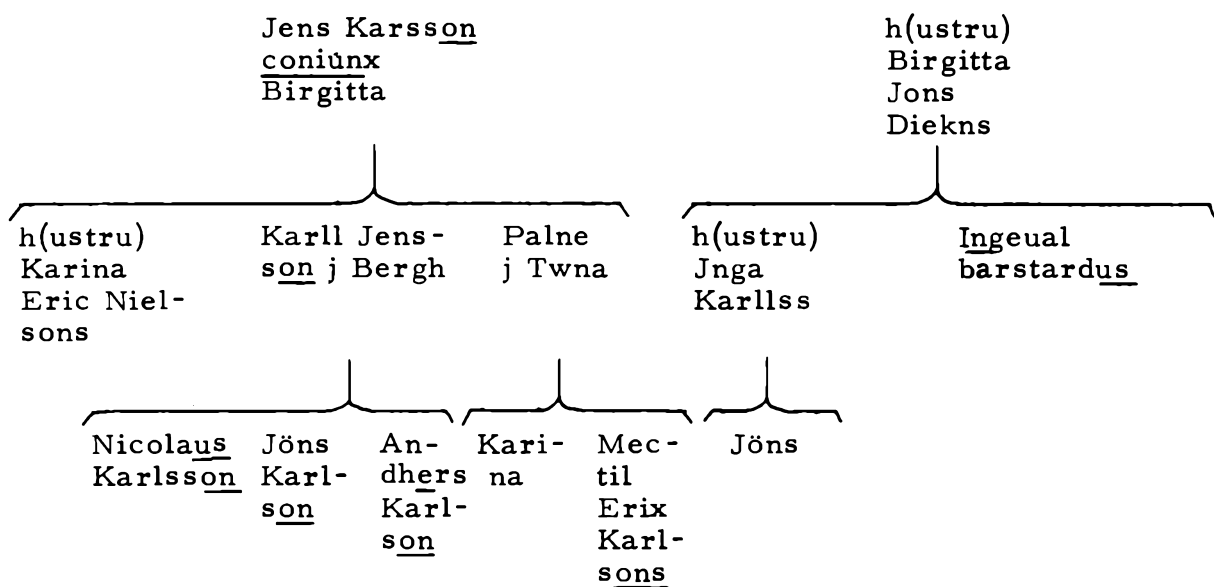 Jens Karsson
coniunx
Birgitta
h(ustru)
Birgitta
Jons
Diekns
h(ustru)
Karina
Eric Niel-
sons
Karll Jens-
son j Bergh
Palne
j Twna
h(ustru)
Jnga
Karllss
Ingeual
barstardus
Nicolaus
Karlsson
Jöns
Karl-
son
An-
dhers
Karl-
son
Kari-
na
Mec-
til
Erix
Karl-
sons
Jöns